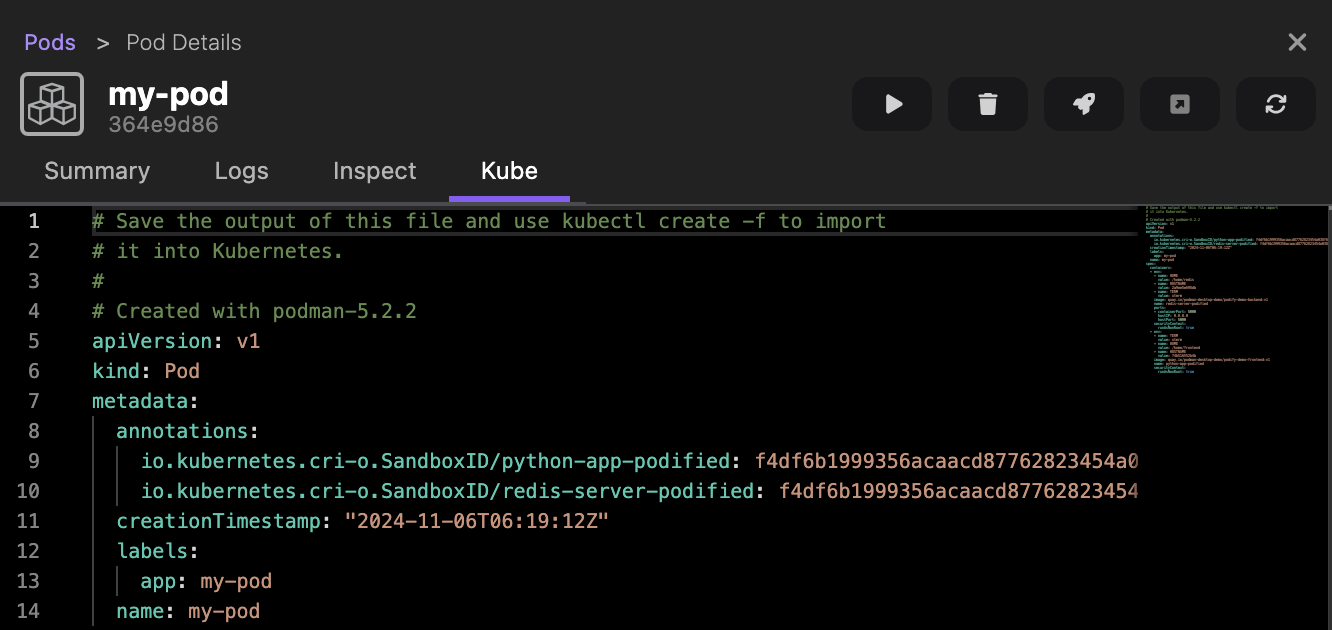 Pods > Pod Details
my-pod
364e9d86
Summary Logs Inspect Kube
1 # Save the output of this file and use kubectl create -f to import
2 # it into Kubernetes.
3 #
4 # Created with podman-5.2.2
5 apiVersion: v1
6 kind: Pod
7 metadata:
8 annotations:
9 io.kubernetes.cri-o.SandboxID/python-app-podified: f4df6b1999356acaacd87762823454a0
10 io.kubernetes.cri-o.SandboxID/redis-server-podified: f4df6b1999356acaacd87762823454
11 creationTimestamp: "2024-11-06T06:19:12Z"
12 labels:
13 app: my-pod
14 name: my-pod